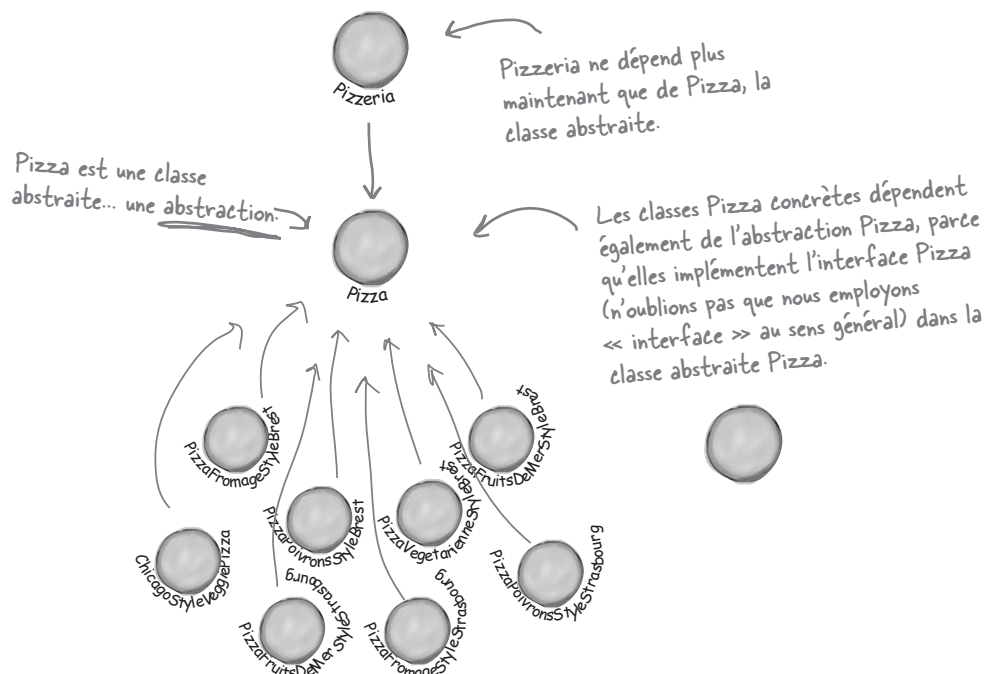 Pizzeria
Pizzeria ne dépend plus
maintenant que de Pizza, la
classe abstraite.
Pizza est une classe
abstraite... une abstraction.
Pizza
Les classes Pizza concrètes dépendent
également de l'abstraction Pizza, parce
qu'elles implémentent l'interface Pizza
(n'oublions pas que nous employons
« interface » au sens général) dans la
classe abstraite Pizza.
PizzaFromageStyleBrest
PizzaFruitsDeMerStyleBrest
PizzaPoivronsStyleBrest
PizzaVegetarienneStyleBrest
ChicagoStyleVeggiePizza
PizzaPoivronsStyleStrasbourg
PizzaFruitsDeMerStyleStrasbourg
PizzaFromageStyleStrasbourg